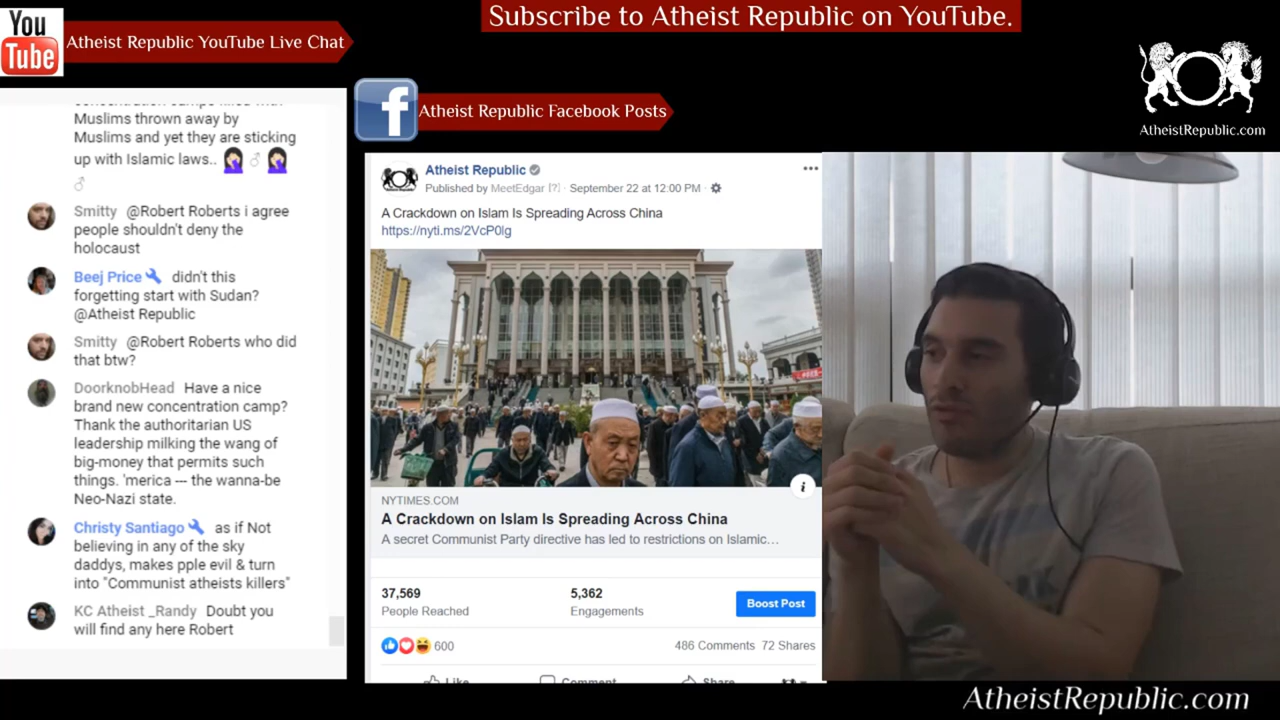 Subscribe to Atheist Republic on YouTube.
You
Tube
Atheist Republic YouTube Live Chat
AtheistRepublic.com
Atheist Republic Facebook Posts
Muslims thrown away by
Muslims and yet they are sticking
up with Islamic laws..
Smitty @Robert Roberts i agree
people shouldn't deny the
holocaust
Beej Price didn't this
forgetting start with Sudan?
@Atheist Republic
Smitty @Robert Roberts who did
that btw?
DoorknobHead Have a nice
brand new concentration camp?
Thank the authoritarian US
leadership milking the wang of
big-money that permits such
things. 'merica --- the wanna-be
Neo-Nazi state.
Christy Santiago as if Not
believing in any of the sky
daddys, makes pple evil & turn
into "Communist atheists killers"
KC Atheist _Randy Doubt you
will find any here Robert
Atheist Republic
Published by MeetEdgar [?] · September 22 at 12:00 PM ·
A Crackdown on Islam Is Spreading Across China
https://nyti.ms/2VcP0lg
NYTIMES.COM
A Crackdown on Islam Is Spreading Across China
A secret Communist Party directive has led to restrictions on Islamic…
37,569
People Reached
5,362
Engagements
Boost Post
600
486 Comments 72 Shares
Like Comment Share
AtheistRepublic.com